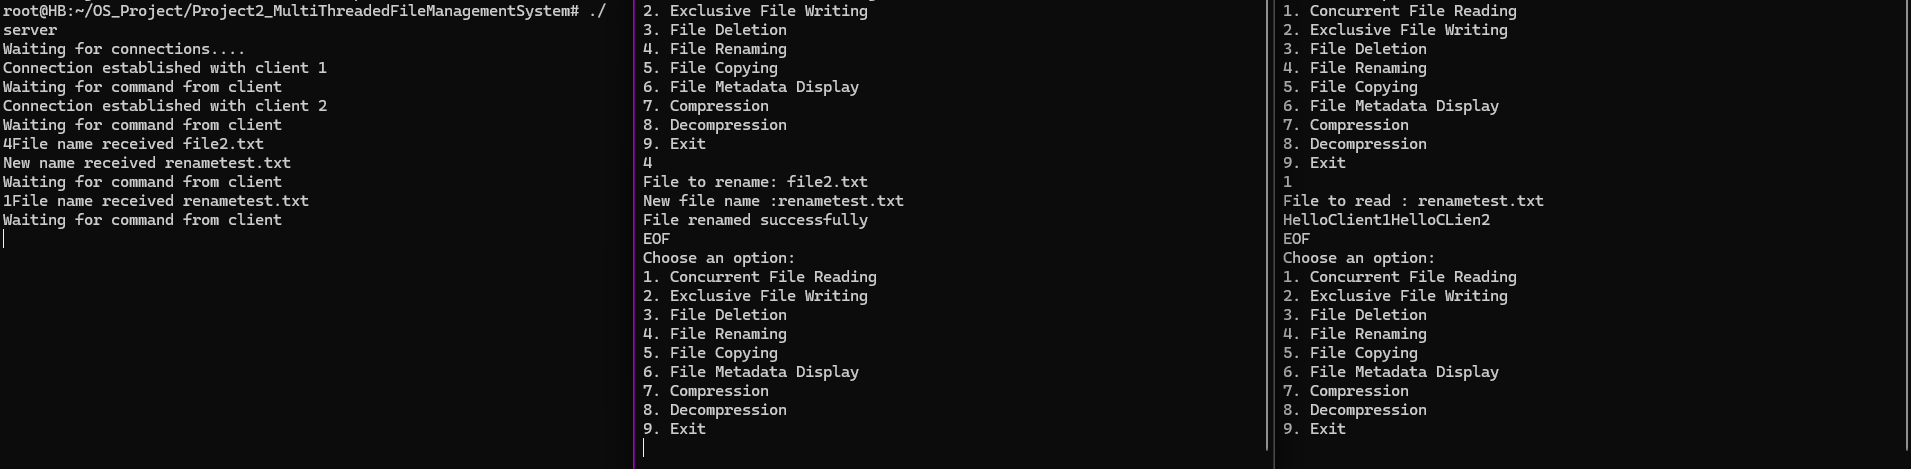 root@HB:~/OS_Project/Project2_MultiThreadedFileManagementSystem# ./
server
Waiting for connections....
Connection established with client 1
Waiting for command from client
Connection established with client 2
Waiting for command from client
4File name received file2.txt
New name received renametest.txt
Waiting for command from client
1File name received renametest.txt
Waiting for command from client
2. Exclusive File Writing
3. File Deletion
4. File Renaming
5. File Copying
6. File Metadata Display
7. Compression
8. Decompression
9. Exit
4
File to rename: file2.txt
New file name :renametest.txt
File renamed successfully
EOF
Choose an option:
1. Concurrent File Reading
2. Exclusive File Writing
3. File Deletion
4. File Renaming
5. File Copying
6. File Metadata Display
7. Compression
8. Decompression
9. Exit
1. Concurrent File Reading
2. Exclusive File Writing
3. File Deletion
4. File Renaming
5. File Copying
6. File Metadata Display
7. Compression
8. Decompression
9. Exit
1
File to read : renametest.txt
HelloClient1HelloCLien2
EOF
Choose an option:
1. Concurrent File Reading
2. Exclusive File Writing
3. File Deletion
4. File Renaming
5. File Copying
6. File Metadata Display
7. Compression
8. Decompression
9. Exit